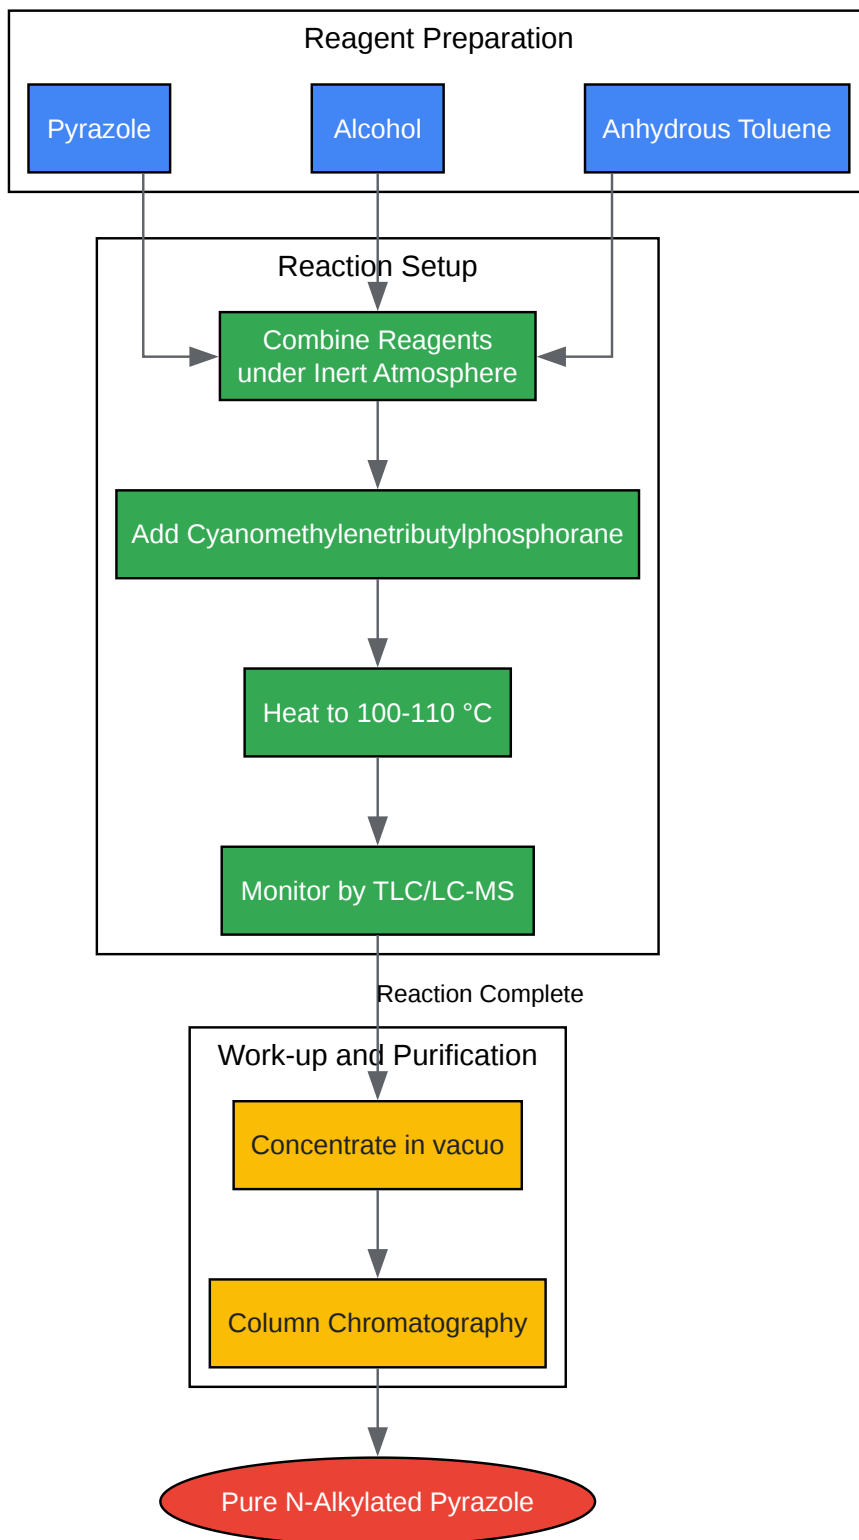 Reagent Preparation
Pyrazole
Alcohol
Anhydrous Toluene
Reaction Setup
Combine Reagents
under Inert Atmosphere
Add Cyanomethylenetributylphosphorane
Heat to 100-110 °C
Monitor by TLC/LC-MS
Reaction Complete
Work-up and Purification
Concentrate in vacuo
Column Chromatography
Pure N-Alkylated Pyrazole